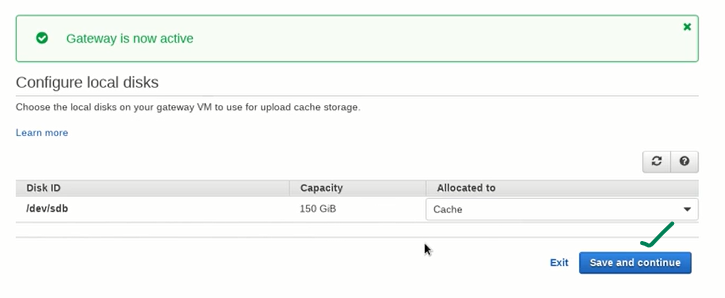 Gateway is now active
Configure local disks
Choose the local disks on your gateway VM to use for upload cache storage.
Learn more
Disk ID Capacity Allocated to
/dev/sdb 150 GiB Cache
Exit Save and continue